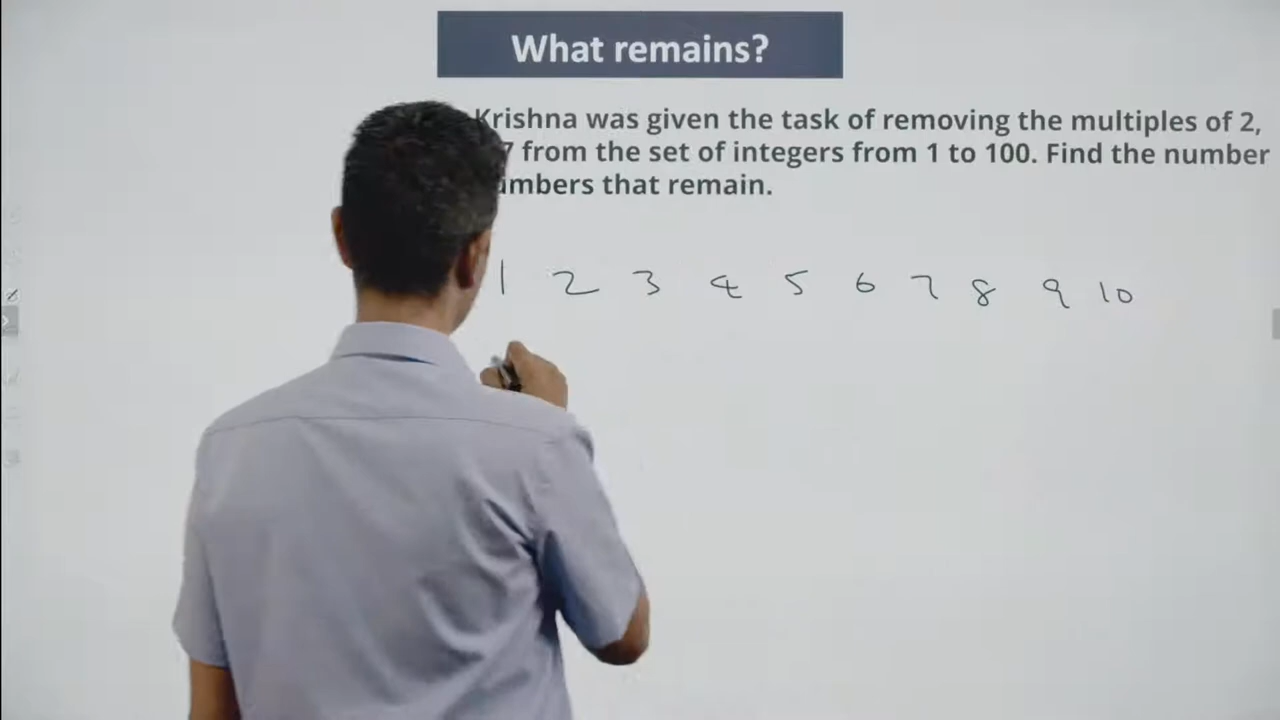 What remains?
Krishna was given the task of removing the multiples of 2,
7 from the set of integers from 1 to 100. Find the number
that remain.
1 2 3 4 5 6 7 8 9 10